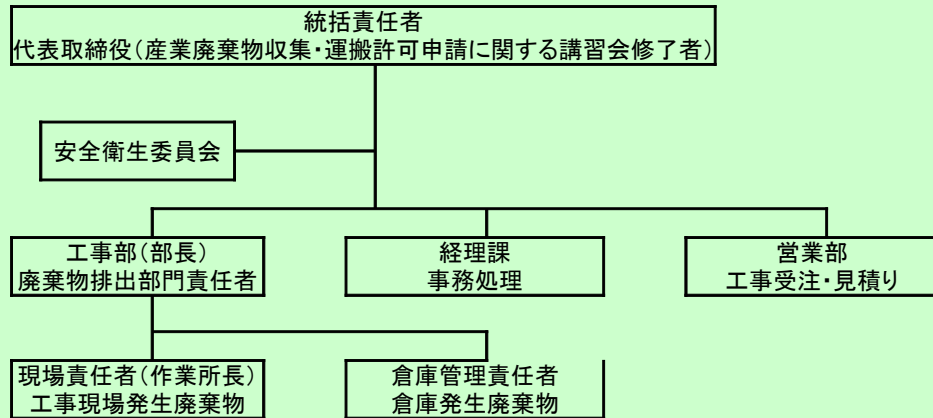 統括責任者
代表取締役(産業廃棄物収集・運搬許可申請に関する講習会修了者)
安全衛生委員会
工事部(部長)
廃棄物排出部門責任者
経理課
事務処理
営業部
工事受注・見積り
現場責任者(作業所長)
工事現場発生廃棄物
倉庫管理責任者
倉庫発生廃棄物